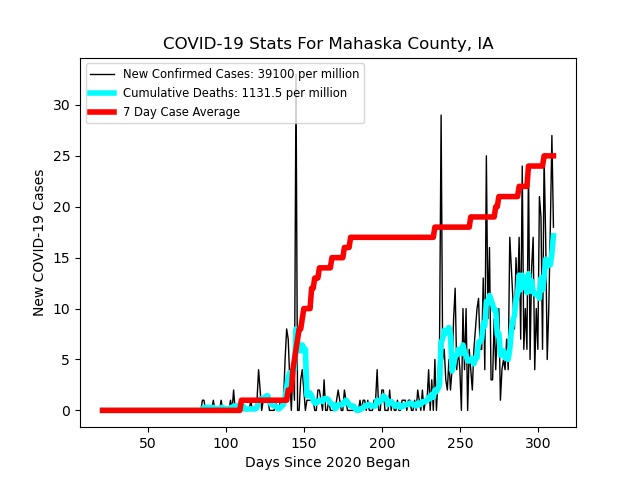 COVID-19 Stats For Mahaska County, IA
New Confirmed Cases: 39100 per million
Cumulative Deaths: 1131.5 per million
7 Day Case Average
New COVID-19 Cases
30
25
20
15
10
5
0
50 100 150 200 250 300
Days Since 2020 Began